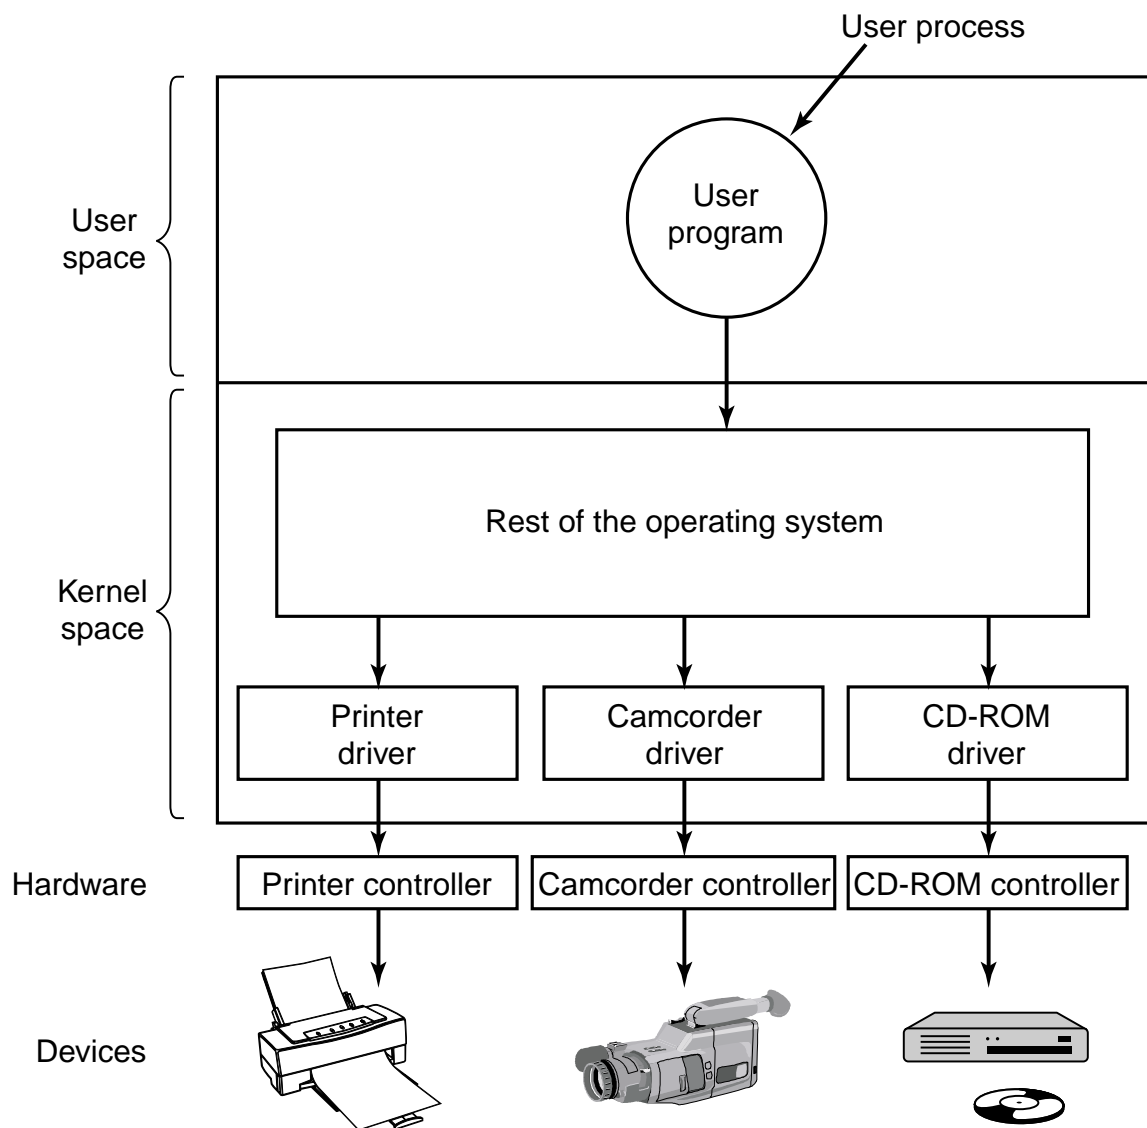 User process
User
program
User
space
Rest of the operating system
Kernel
space
Printer
driver
Camcorder
driver
CD-ROM
driver
Hardware
Printer controller
Camcorder controller
CD-ROM controller
Devices